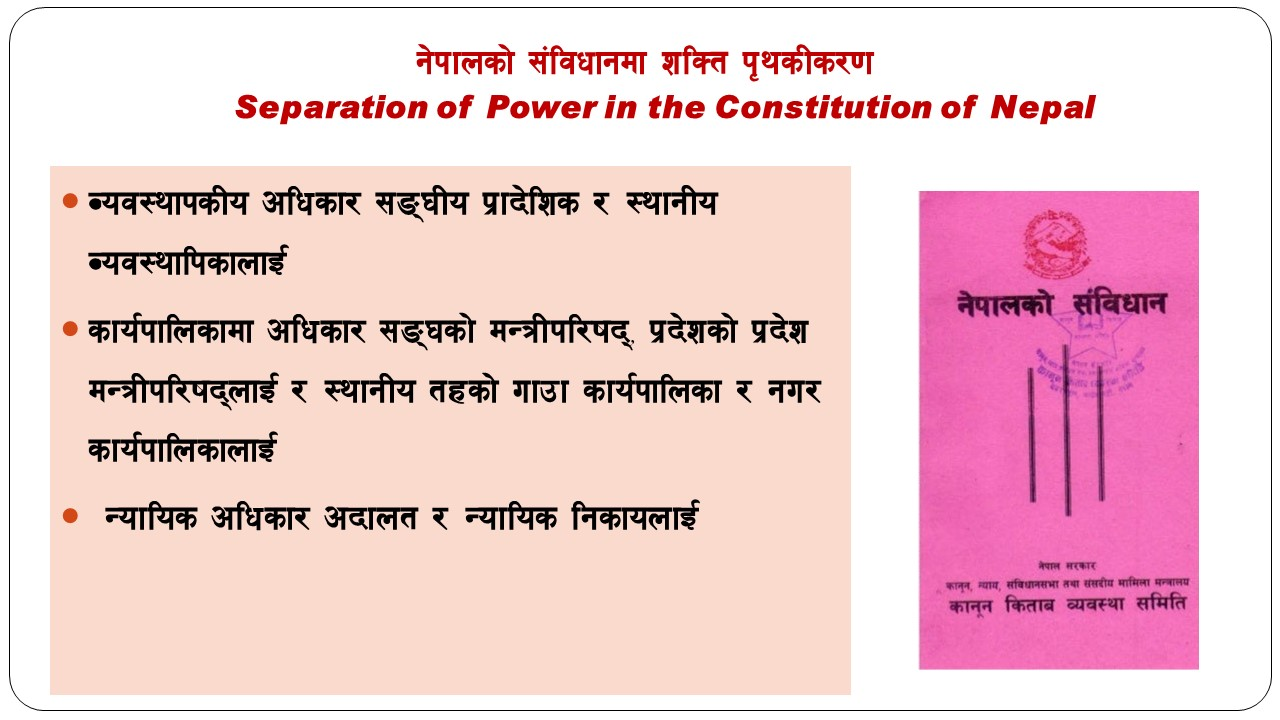 नेपालको संविधानमा शक्ति पृथकीकरण
Separation of Power in the Constitution of Nepal
ब्यवस्थापकीय अधिकार सङ्घीय प्रादेशिक र स्थानीय
ब्यवस्थापिकालाई
कार्यपालिकामा अधिकार सङ्घको मन्त्रीपरिषद्, प्रदेशको प्रदेश
मन्त्रीपरिषद्लाई र स्थानीय तहको गाउा कार्यपालिका र नगर
कार्यपालिकालाई
न्यायिक अधिकार अदालत र न्यायिक निकायलाई
नेपालको संविधान
नेपाल सरकार
कानून, न्याय, संविधानसभा तथा संसदीय मामिला मन्त्रालय
कानून किताब व्यवस्था समिति